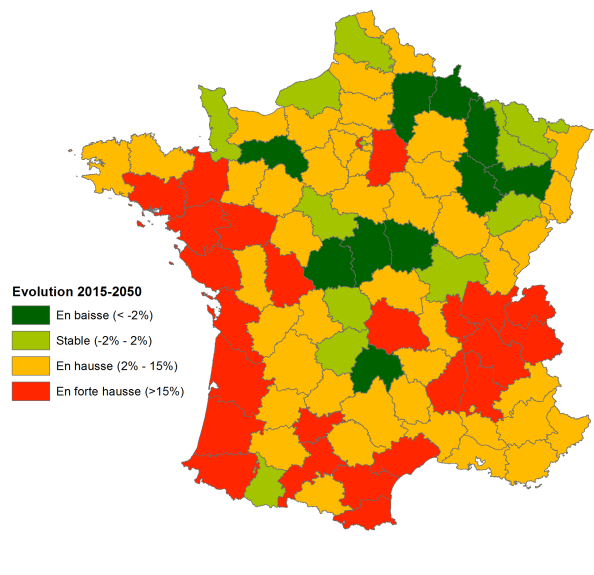 Evolution 2015-2050
En baisse (< -2%)
Stable (-2% - 2%)
En hausse (2% - 15%)
En forte hausse (>15%)